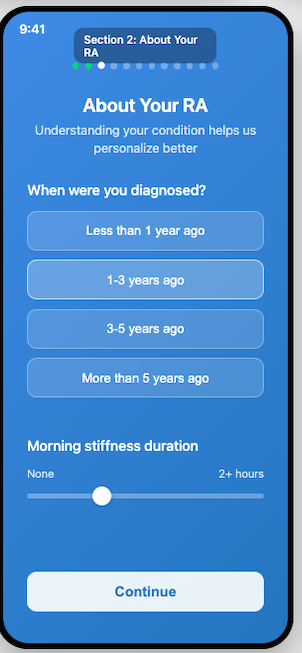 9:41
Section 2: About Your
RA
About Your RA
Understanding your condition helps us
personalize better
When were you diagnosed?
Less than 1 year ago
1-3 years ago
3-5 years ago
More than 5 years ago
Morning stiffness duration
None 2+ hours
Continue